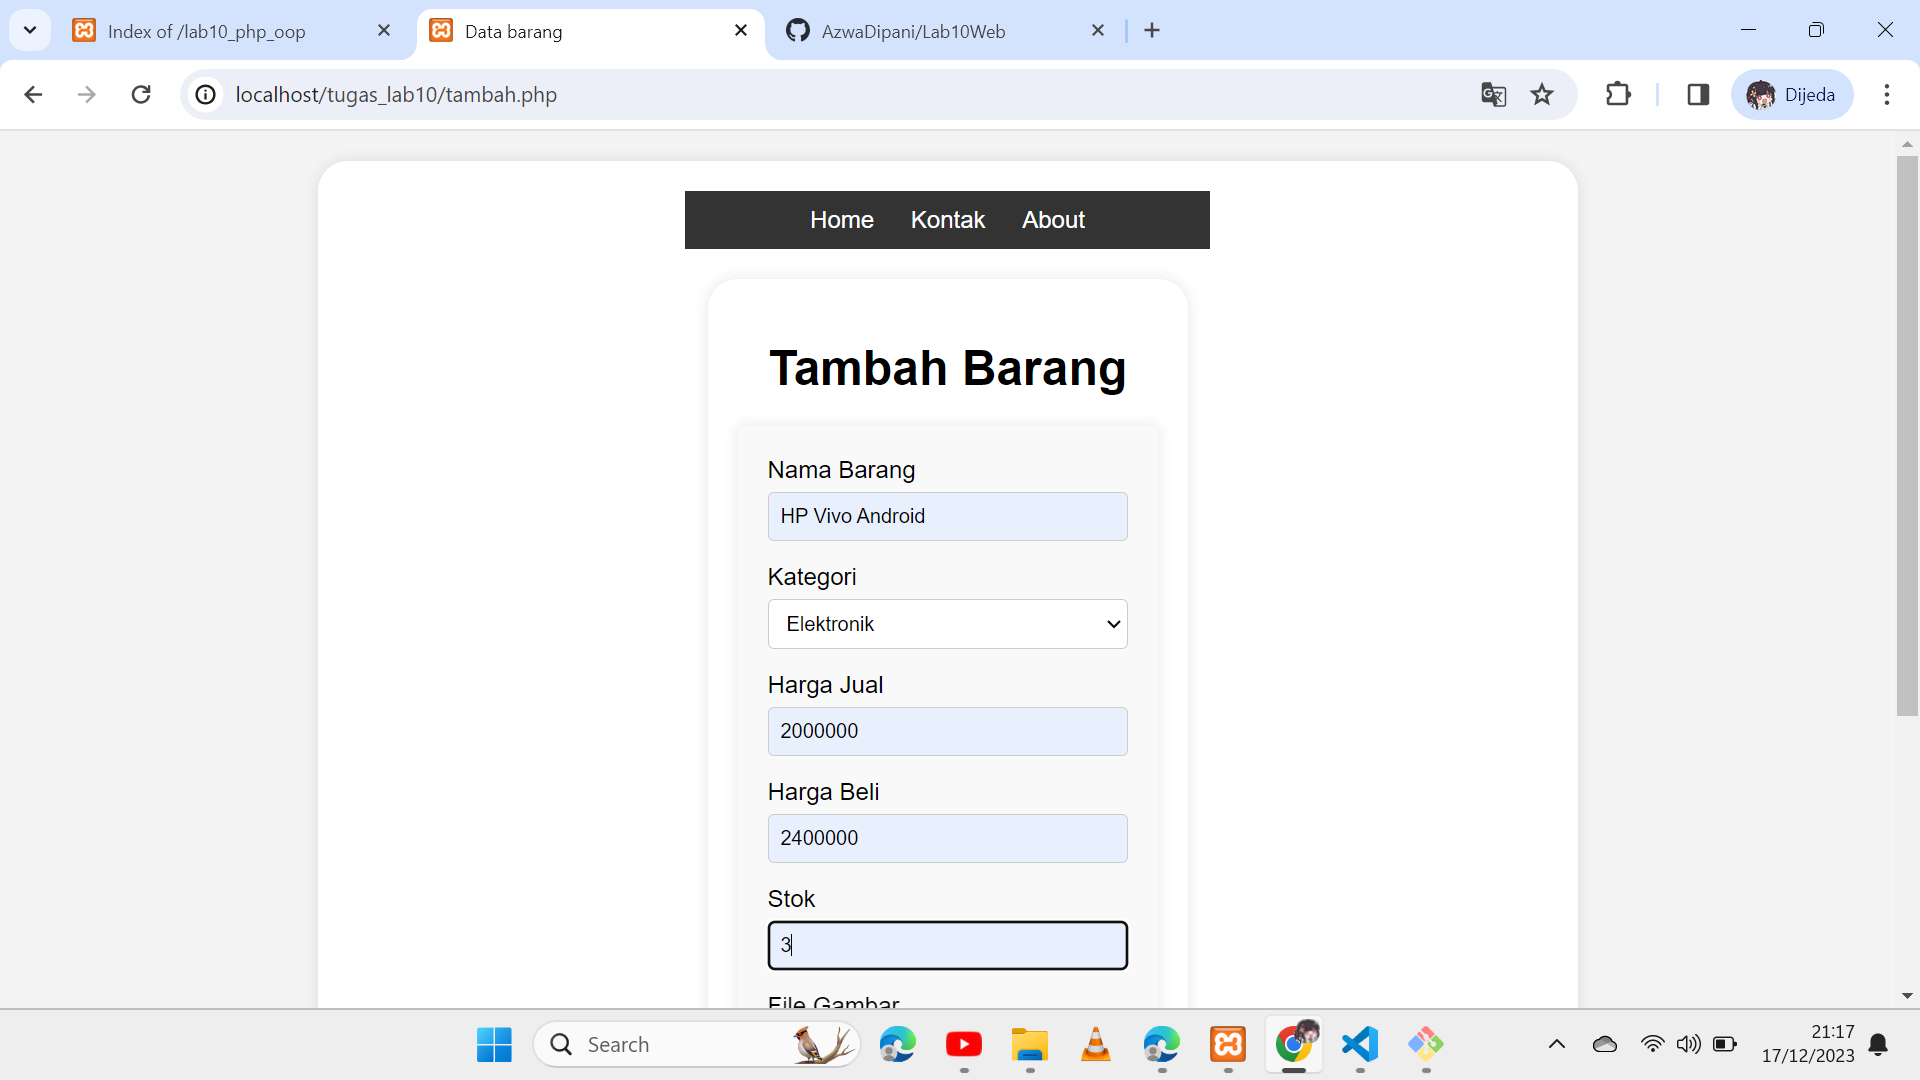 Index of /lab10_php_oop
Data barang
AzwaDipani/Lab10Web
localhost/tugas_lab10/tambah.php
Dijeda
Home Kontak About
Tambah Barang
Nama Barang
HP Vivo Android
Kategori
Elektronik
Harga Jual
2000000
Harga Beli
2400000
Stok
3
File Gambar
Search
21:17
17/12/2023